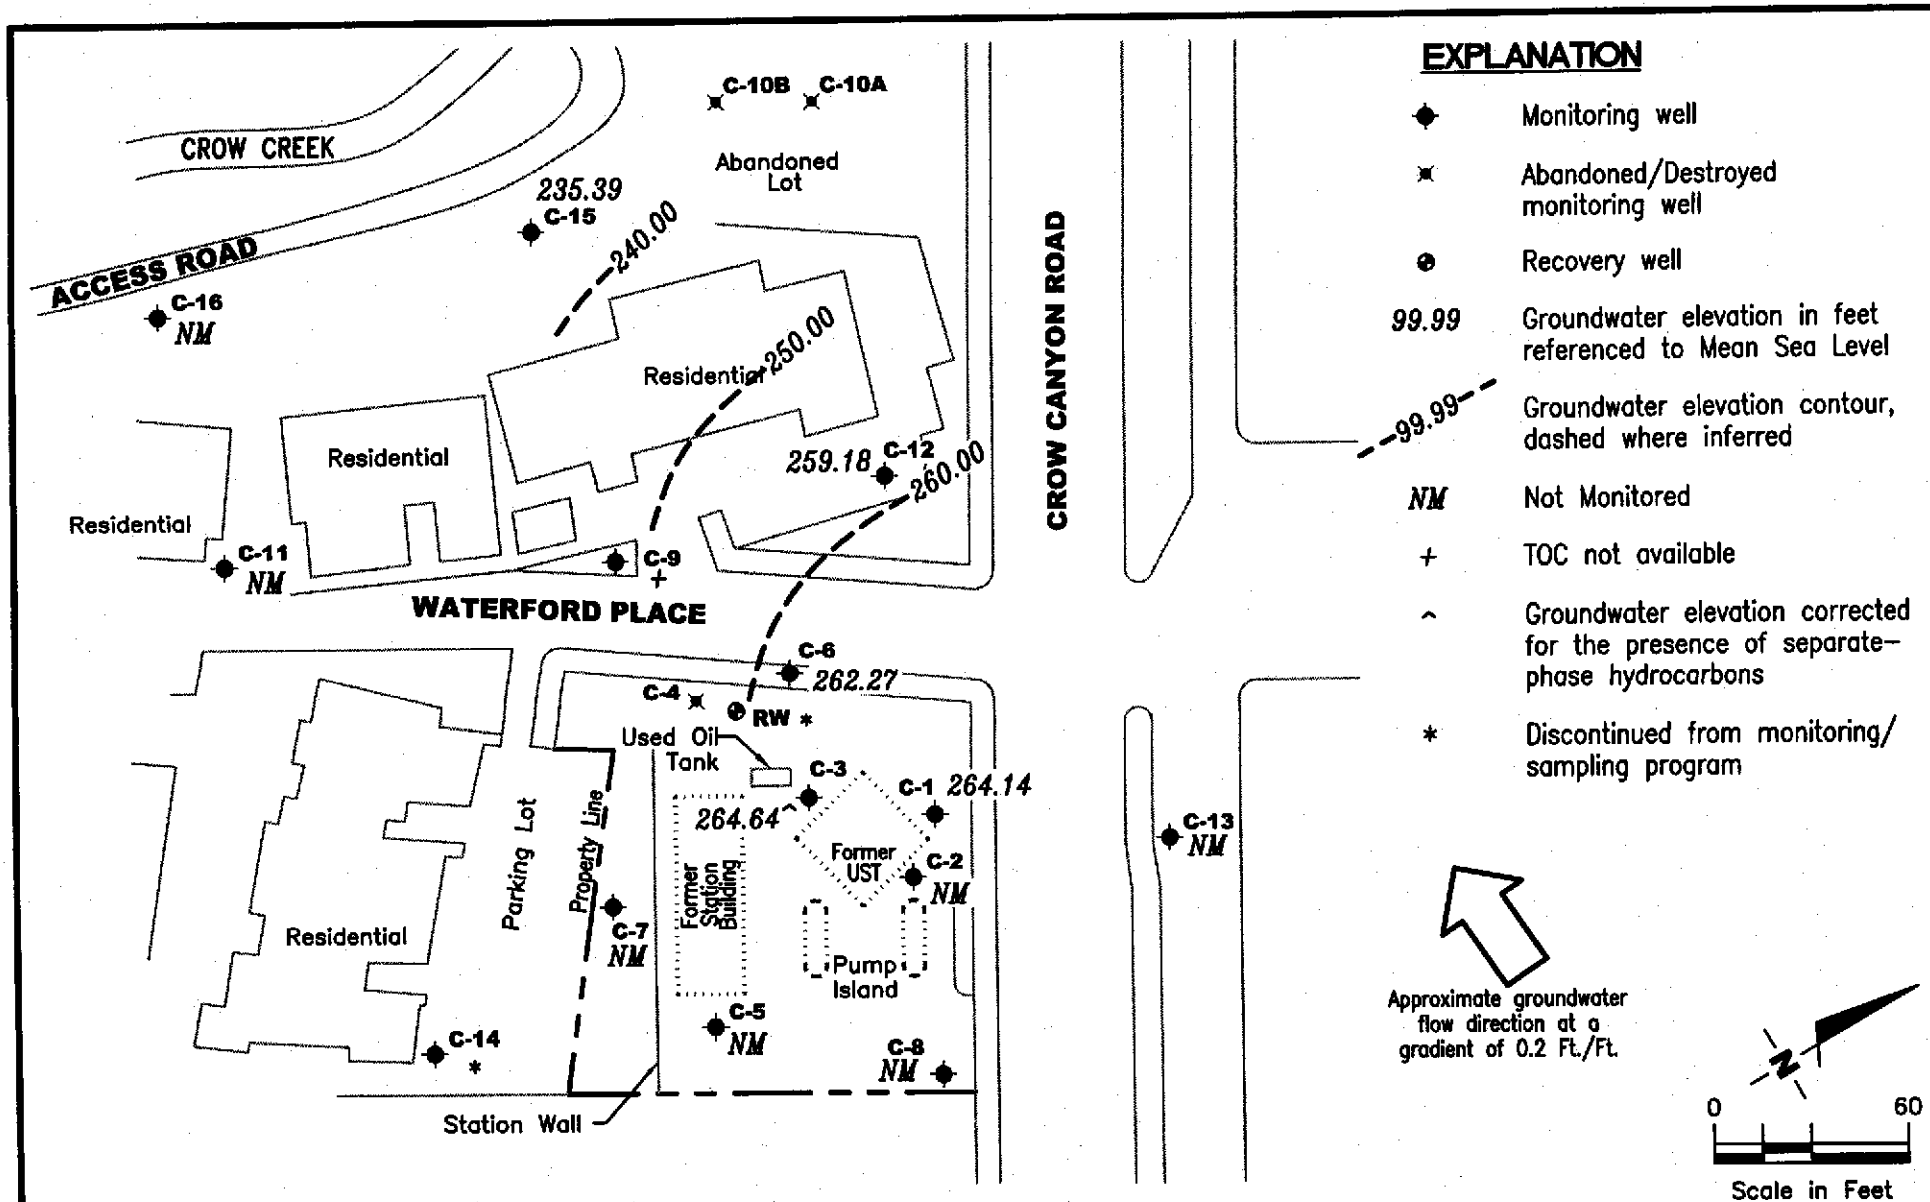 EXPLANATION
Monitoring well
Abandoned/Destroyed
monitoring well
Recovery well
99.99 Groundwater elevation in feet
referenced to Mean Sea Level
99.99 Groundwater elevation contour,
dashed where inferred
NM Not Monitored
+ TOC not available
^ Groundwater elevation corrected
for the presence of separate-
phase hydrocarbons
* Discontinued from monitoring/
sampling program
Approximate groundwater
flow direction at a
gradient of 0.2 Ft./Ft.
N
0 60
Scale in Feet
C-10B C-10A
CROW CREEK
Abandoned
Lot
235.39
C-15
240.00
ACCESS ROAD
C-16
NM
CROW CANYON ROAD
250.00
Residential
Residential
259.18 C-12
260.00
Residential
C-11
NM
C-9
+
WATERFORD PLACE
C-6
262.27
C-4
RW *
Used Oil
Tank
C-3
264.64^
C-1 264.14
C-13
NM
Former
UST
C-2
NM
Former
Station
Building
Parking Lot
Property Line
C-7
NM
Residential
Pump
Island
C-5
NM
C-8
NM
C-14
*
Station Wall